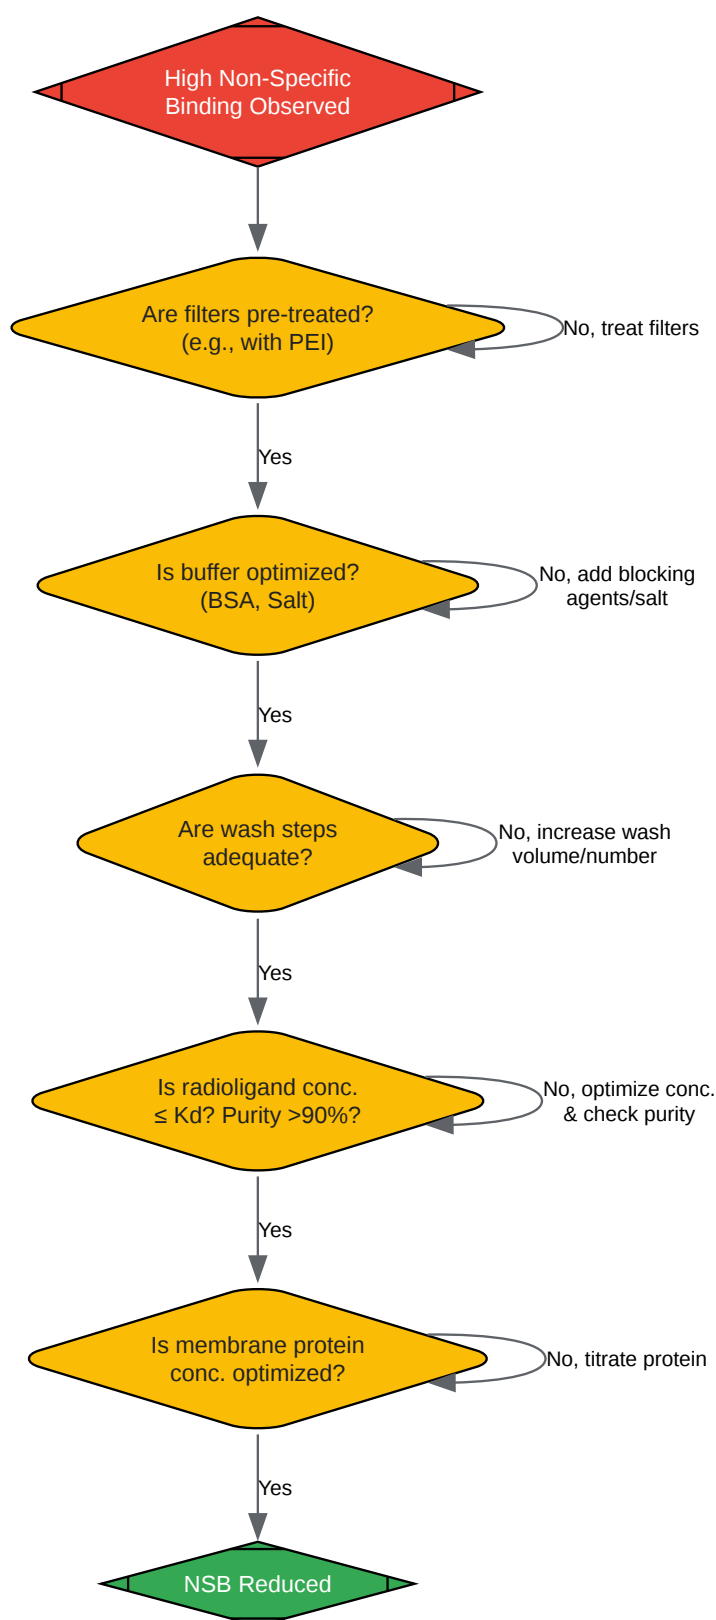 High Non-Specific
Binding Observed
Are filters pre-treated?
(e.g., with PEI)
No, treat filters
Yes
Is buffer optimized?
(BSA, Salt)
No, add blocking
agents/salt
Yes
Are wash steps
adequate?
No, increase wash
volume/number
Yes
Is radioligand conc.
≤ Kd? Purity >90%?
No, optimize conc.
& check purity
Yes
Is membrane protein
conc. optimized?
No, titrate protein
Yes
NSB Reduced